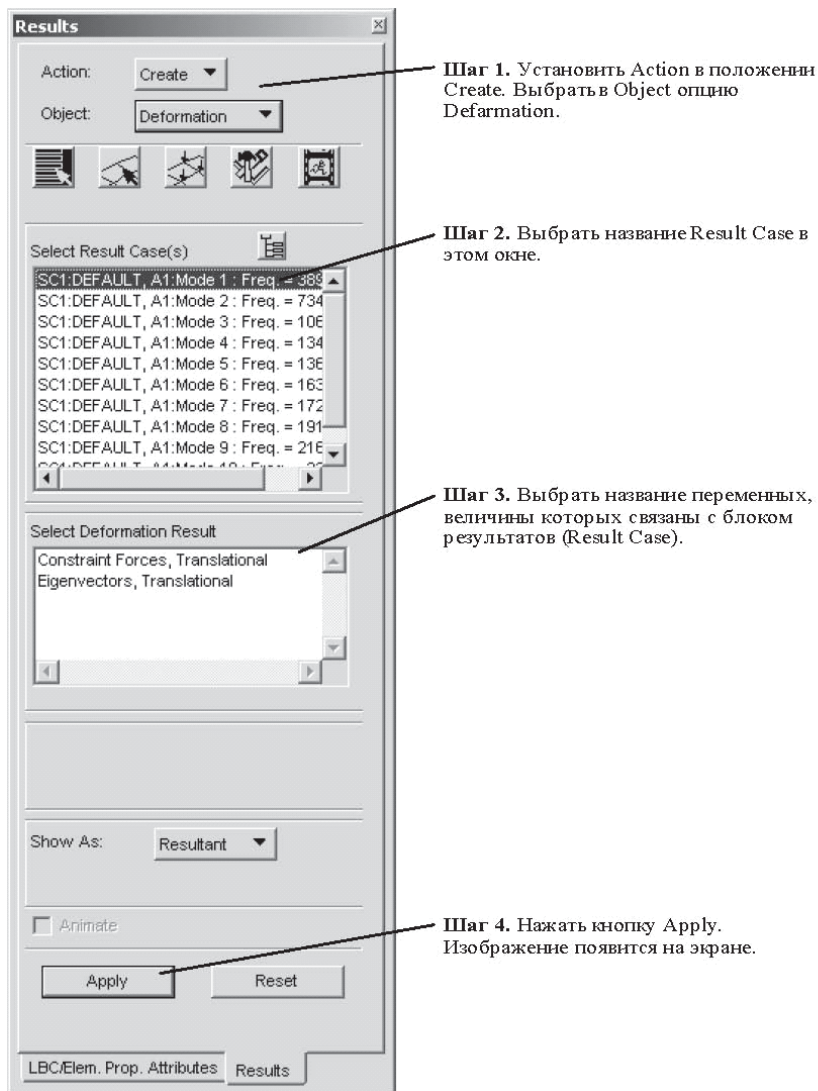 Results
Action:
Create
Шаг 1. Установить Action в положении
Create. Выбрать в Object опцию
Defarmation.
Object:
Deformation
Шаг 2. Выбрать название Result Case в
этом окне.
Select Result Case(s)
SC1:DEFAULT, A1:Mode 1 : Freq. = 389
SC1:DEFAULT, A1:Mode 2 : Freq. = 734
SC1:DEFAULT, A1:Mode 3 : Freq. = 106
SC1:DEFAULT, A1:Mode 4 : Freq. = 134
SC1:DEFAULT, A1:Mode 5 : Freq. = 136
SC1:DEFAULT, A1:Mode 6 : Freq. = 163
SC1:DEFAULT, A1:Mode 7 : Freq. = 172
SC1:DEFAULT, A1:Mode 8 : Freq. = 191
SC1:DEFAULT, A1:Mode 9 : Freq. = 216
Шаг 3. Выбрать название переменных,
величины которых связаны с блоком
результатов (Result Case).
Select Deformation Result
Constraint Forces, Translational
Eigenvectors, Translational
Show As:
Resultant
Animate
Шаг 4. Нажать кнопку Apply.
Изображение появится на экране.
Apply
Reset
LBC/Elem. Prop. Attributes
Results